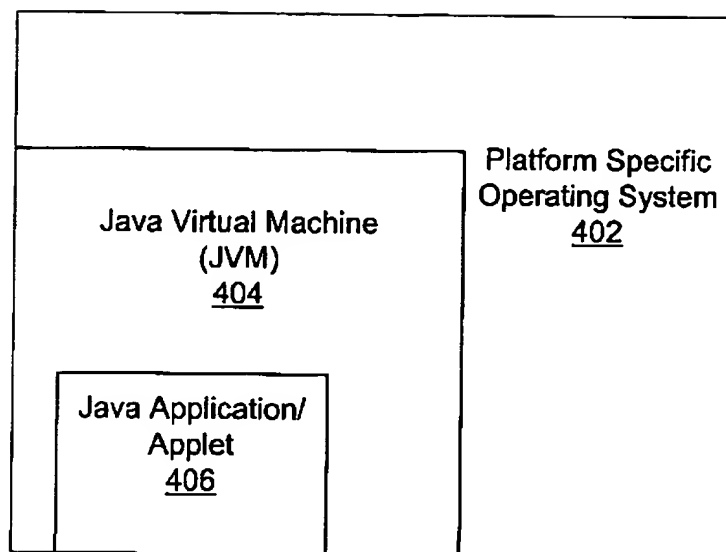 Platform Specific
Operating System
402
Java Virtual Machine
(JVM)
404
Java Application/
Applet
406